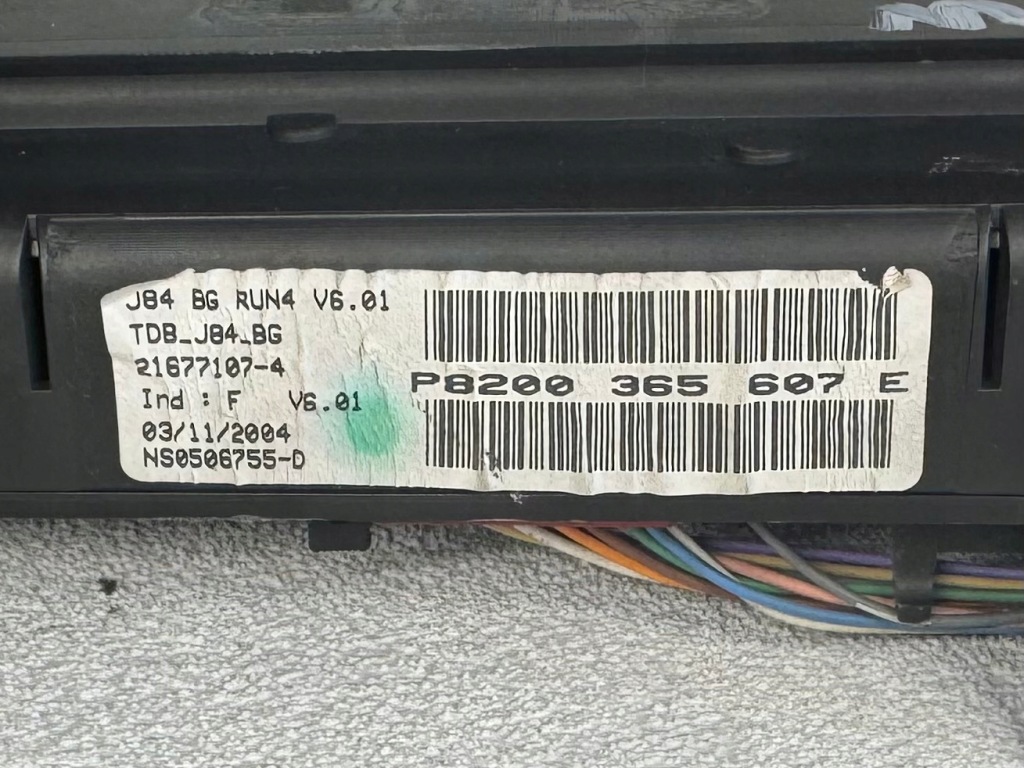 J84 BG RUN4 V6.01
TDB_J84_BG
21677107-4
Ind : F V6.01
03/11/2004
NS0506755-D
P8200 365 607 E